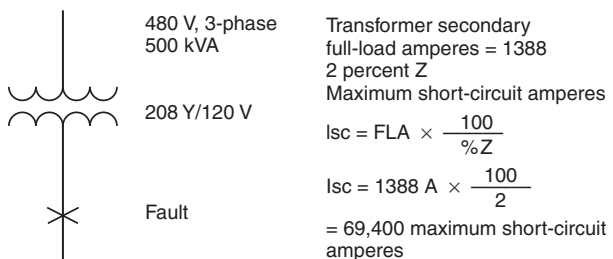 480 V, 3-phase
500 kVA
208 Y/120 V
Fault
Transformer secondary
full-load amperes = 1388
2 percent Z
Maximum short-circuit amperes
Isc = FLA × 100 / %Z
Isc = 1388 A × 100 / 2
= 69,400 maximum short-circuit
amperes